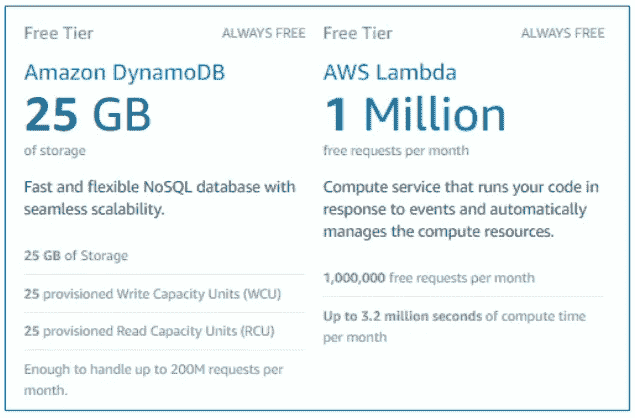 Free Tier ALWAYS FREE
Amazon DynamoDB
25 GB
of storage
Fast and flexible NoSQL database with
seamless scalability.
25 GB of Storage
25 provisioned Write Capacity Units (WCU)
25 provisioned Read Capacity Units (RCU)
Enough to handle up to 200M requests per
month.
Free Tier ALWAYS FREE
AWS Lambda
1 Million
free requests per month
Compute service that runs your code in
response to events and automatically
manages the compute resources.
1,000,000 free requests per month
Up to 3.2 million seconds of compute time
per month